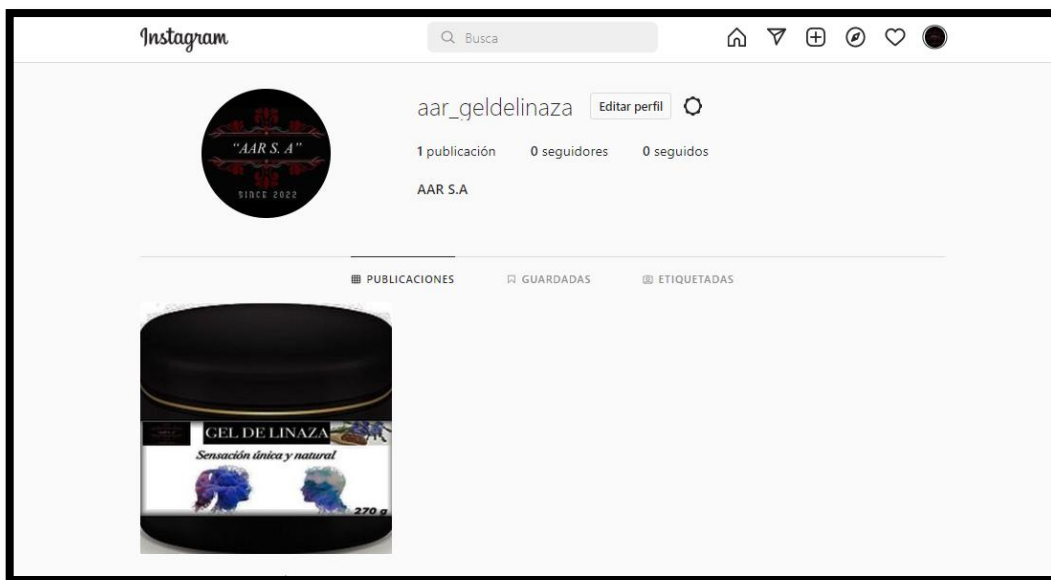 Instagram
Busca
aar_geldelinaza Editar perfil
1 publicación 0 seguidores 0 seguidos
AAR S.A
"AAR S. A"
SINCE 2022
PUBLICACIONES GUARDADAS ETIQUETADAS
GEL DE LINAZA
Sensación única y natural
270 g